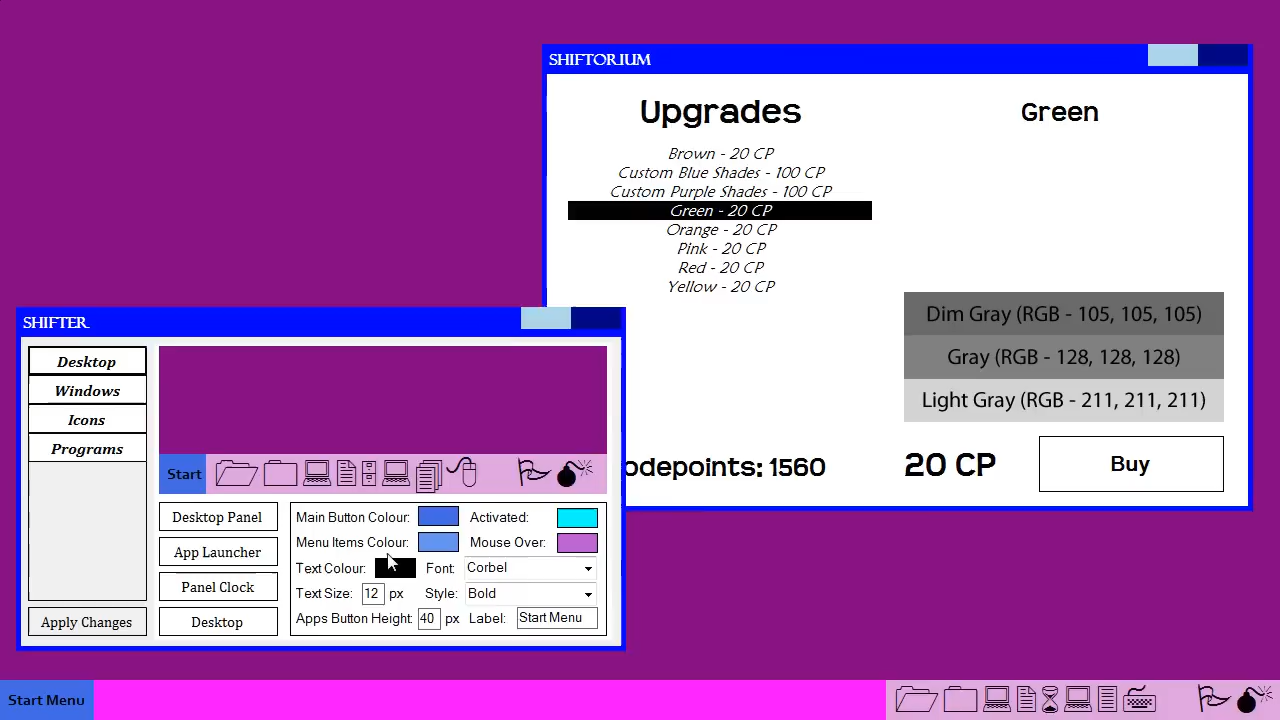 SHIFTORIUM
Upgrades
Brown - 20 CP
Custom Blue Shades - 100 CP
Custom Purple Shades - 100 CP
Green - 20 CP
Orange - 20 CP
Pink - 20 CP
Red - 20 CP
Yellow - 20 CP
odepoints: 1560
Green
Dim Gray (RGB - 105, 105, 105)
Gray (RGB - 128, 128, 128)
Light Gray (RGB - 211, 211, 211)
20 CP
Buy
SHIFTER
Desktop
Windows
Icons
Programs
Apply Changes
Start
Desktop Panel
App Launcher
Panel Clock
Desktop
Main Button Colour: Activated:
Menu Items Colour: Mouse Over:
Text Colour: Font: Corbel
Text Size: 12 px Style: Bold
Apps Button Height: 40 px Label: Start Menu
Start Menu